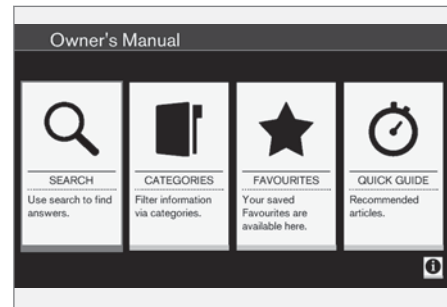 Owner's Manual
SEARCH
Use search to find
answers.
CATEGORIES
Filter information
via categories.
FAVOURITES
Your saved
Favourites are
available here.
QUICK GUIDE
Recommended
articles.